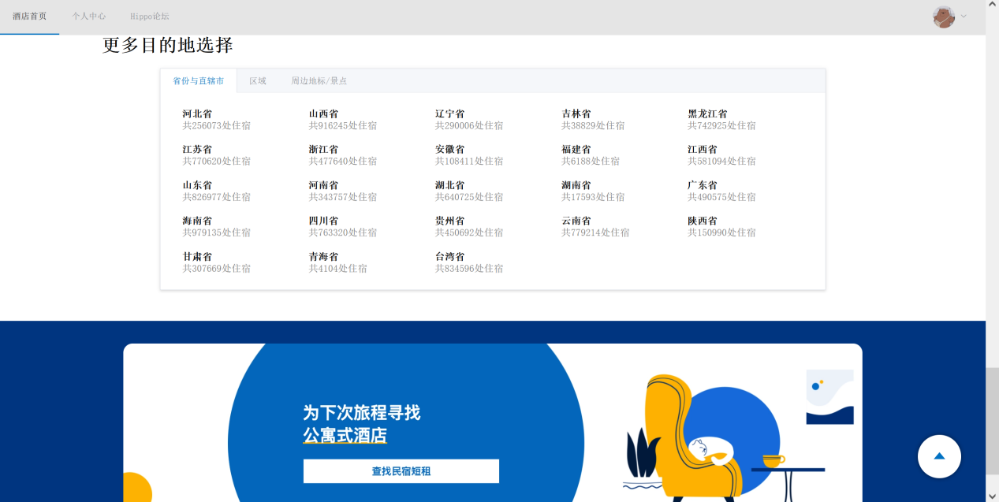 酒店首页 个人中心 Hippo论坛
更多目的地选择
省份与直辖市 区域 周边地标/景点
河北省 山西省 辽宁省 吉林省 黑龙江省
共256073处住宿 共916245处住宿 共290006处住宿 共38829处住宿 共742925处住宿
江苏省 浙江省 安徽省 福建省 江西省
共770620处住宿 共477640处住宿 共108411处住宿 共6188处住宿 共581094处住宿
山东省 河南省 湖北省 湖南省 广东省
共826977处住宿 共343757处住宿 共640725处住宿 共17593处住宿 共490575处住宿
海南省 四川省 贵州省 云南省 陕西省
共979135处住宿 共763320处住宿 共450692处住宿 共779214处住宿 共150990处住宿
甘肃省 青海省 台湾省
共307669处住宿 共4104处住宿 共834596处住宿
为下次旅程寻找
公寓式酒店
查找民宿短租